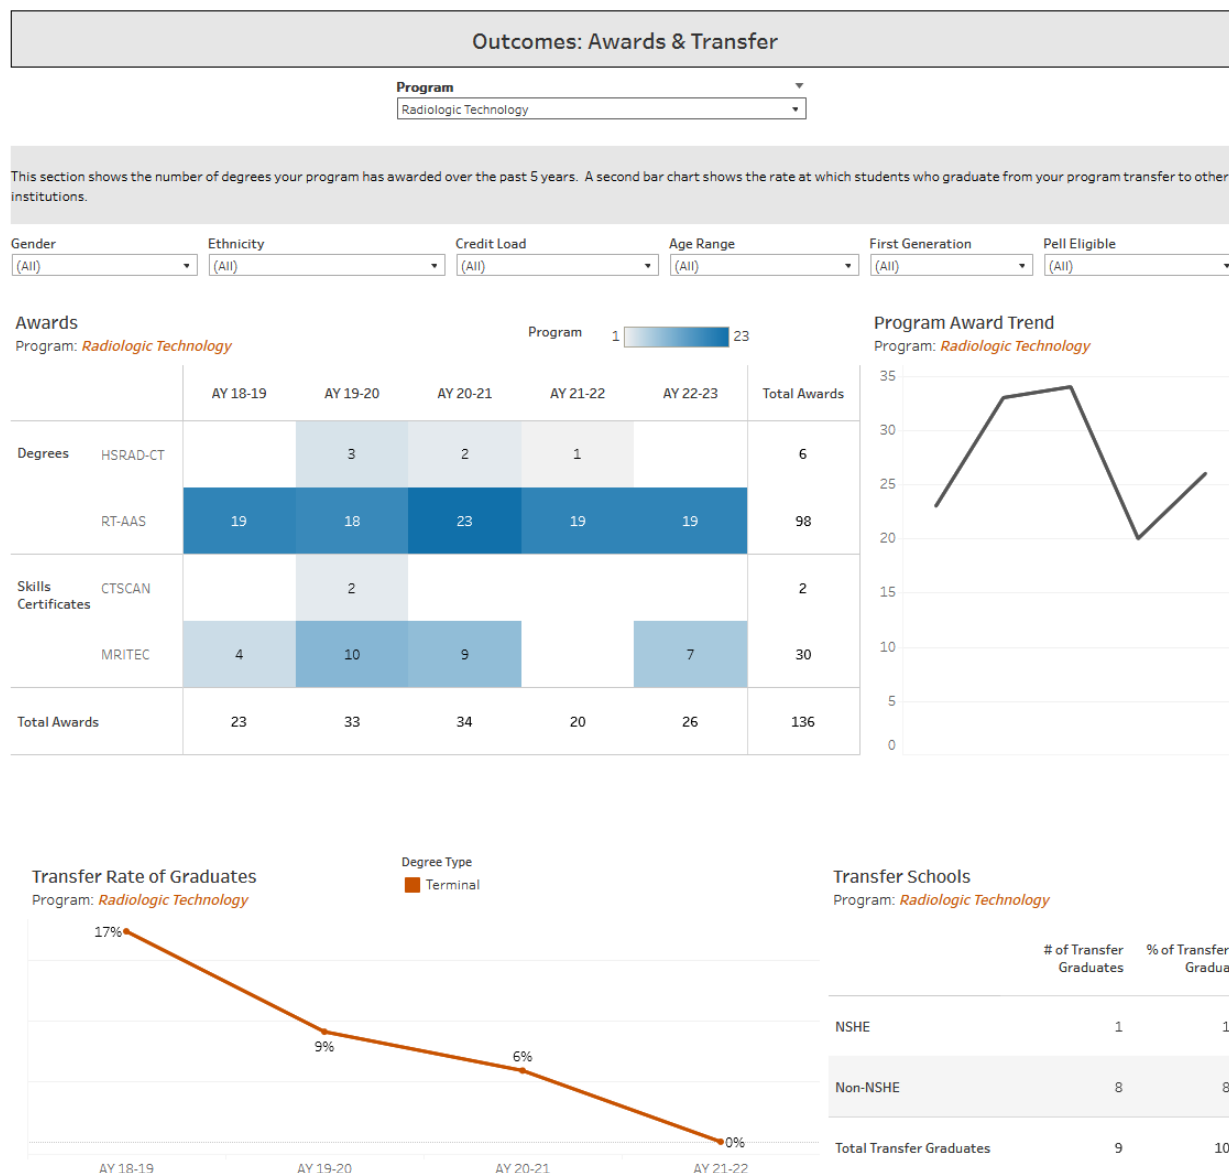 Outcomes: Awards & Transfer
Program
Radiologic Technology
This section shows the number of degrees your program has awarded over the past 5 years. A second bar chart shows the rate at which students who graduate from your program transfer to other
institutions.
Gender Ethnicity Credit Load Age Range First Generation Pell Eligible
(All) (All) (All) (All) (All) (All)
Awards
Program: Radiologic Technology
Program 1 23
AY 18-19 AY 19-20 AY 20-21 AY 21-22 AY 22-23 Total Awards
Degrees HSRAD-CT 3 2 1 6
RT-AAS 19 18 23 19 19 98
Skills
Certificates CTSCAN 2 2
MRITEC 4 10 9 7 30
Total Awards 23 33 34 20 26 136
Program Award Trend
Program: Radiologic Technology
35
30
25
20
15
10
5
0
Transfer Rate of Graduates
Program: Radiologic Technology
Degree Type
Terminal
17%
9%
6%
0%
AY 18-19 AY 19-20 AY 20-21 AY 21-22
Transfer Schools
Program: Radiologic Technology
# of Transfer % of Transfer
Graduates
NSHE 1
Non-NSHE 8
Total Transfer Graduates 9